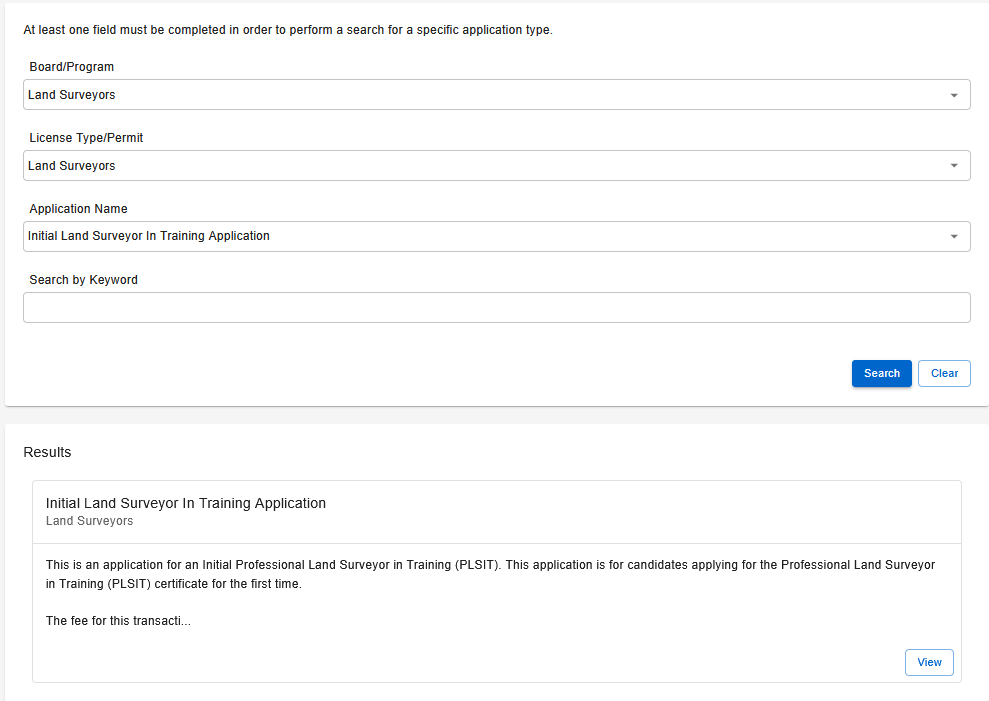 At least one field must be completed in order to perform a search for a specific application type.
Board/Program
Land Surveyors
License Type/Permit
Land Surveyors
Application Name
Initial Land Surveyor In Training Application
Search by Keyword
Search Clear
Results
Initial Land Surveyor In Training Application
Land Surveyors
This is an application for an Initial Professional Land Surveyor in Training (PLSIT). This application is for candidates applying for the Professional Land Surveyor
in Training (PLSIT) certificate for the first time.
The fee for this transacti...
View